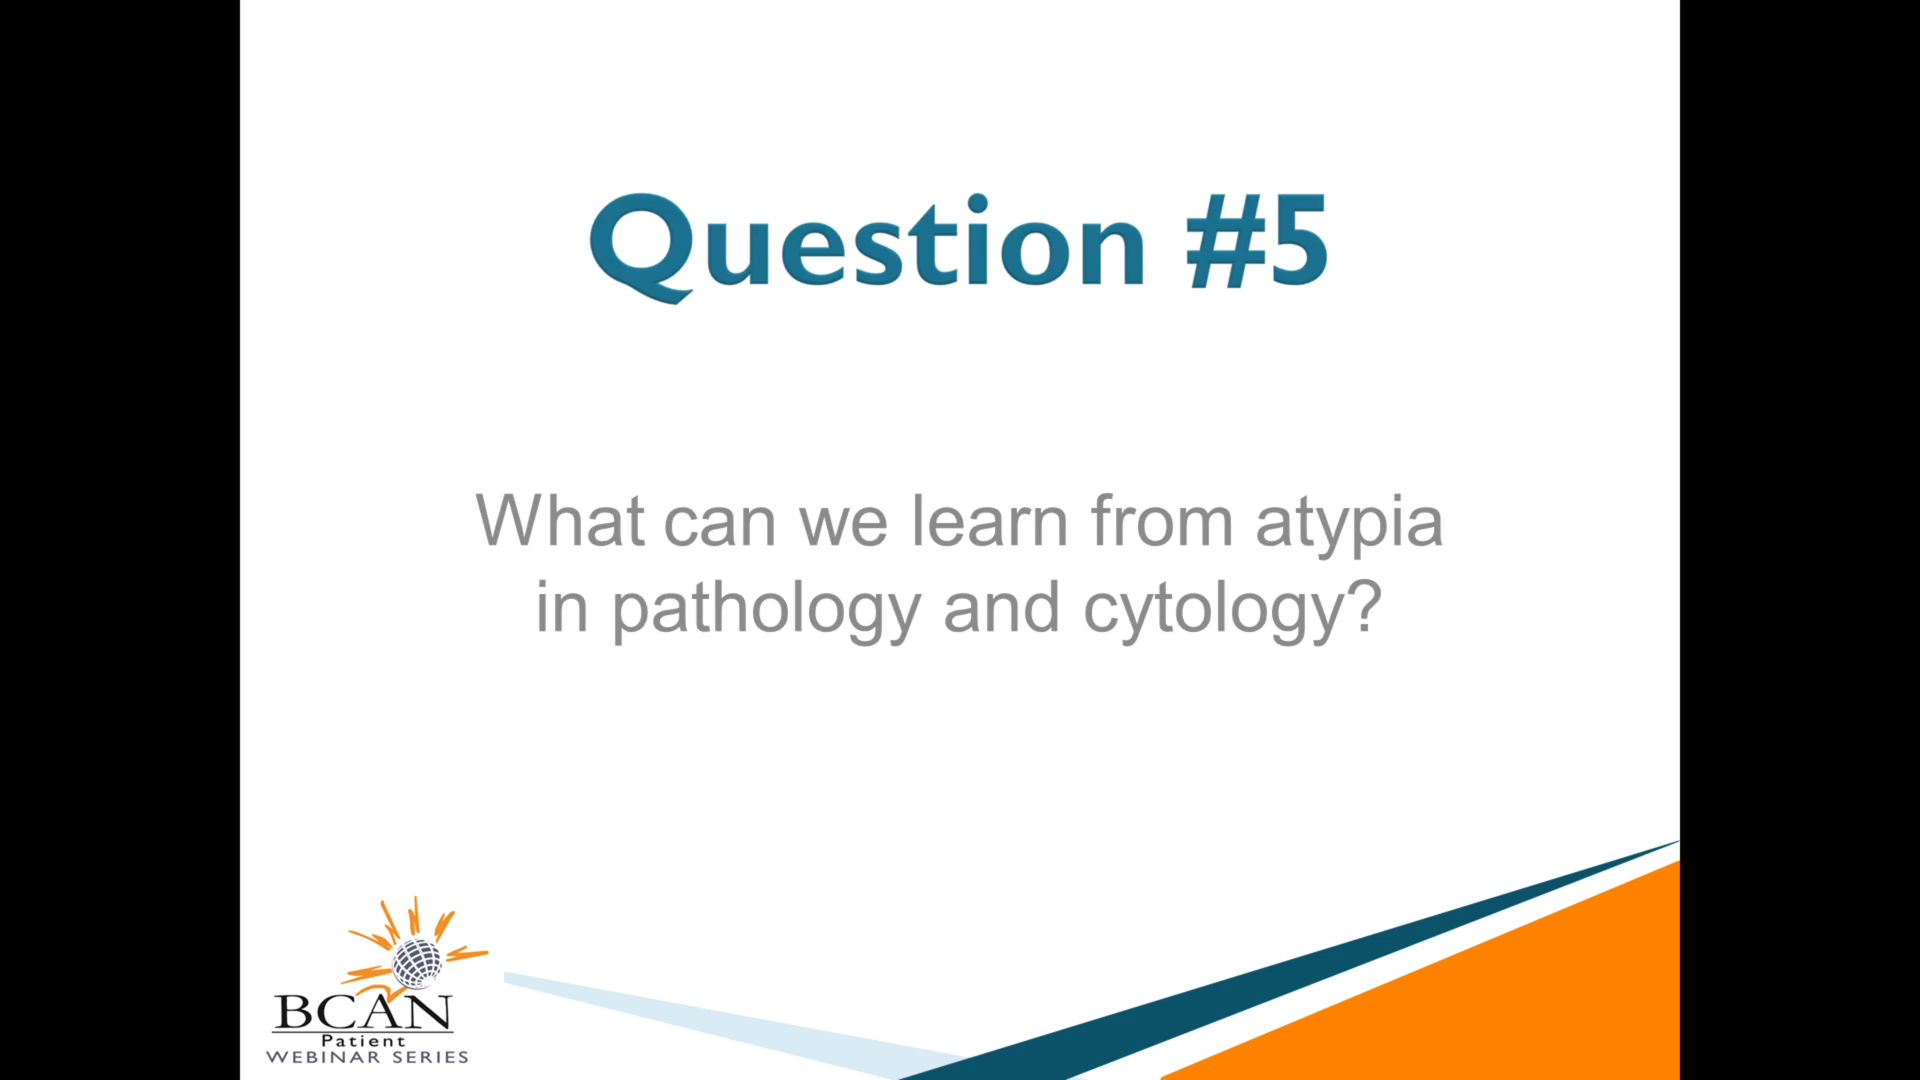 Question #5
What can we learn from atypia
in pathology and cytology?
BCAN
Patient
WEBINAR SERIES